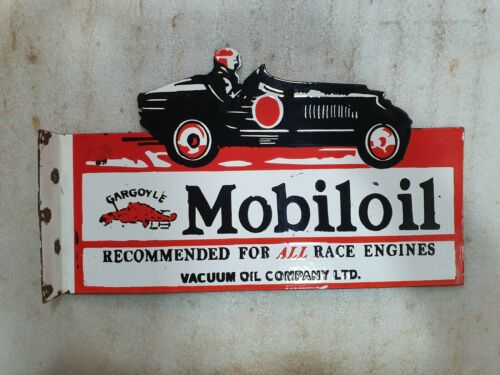 GARGOYLE
Mobiloil
RECOMMENDED FOR ALL RACE ENGINES
VACUUM OIL COMPANY LTD.